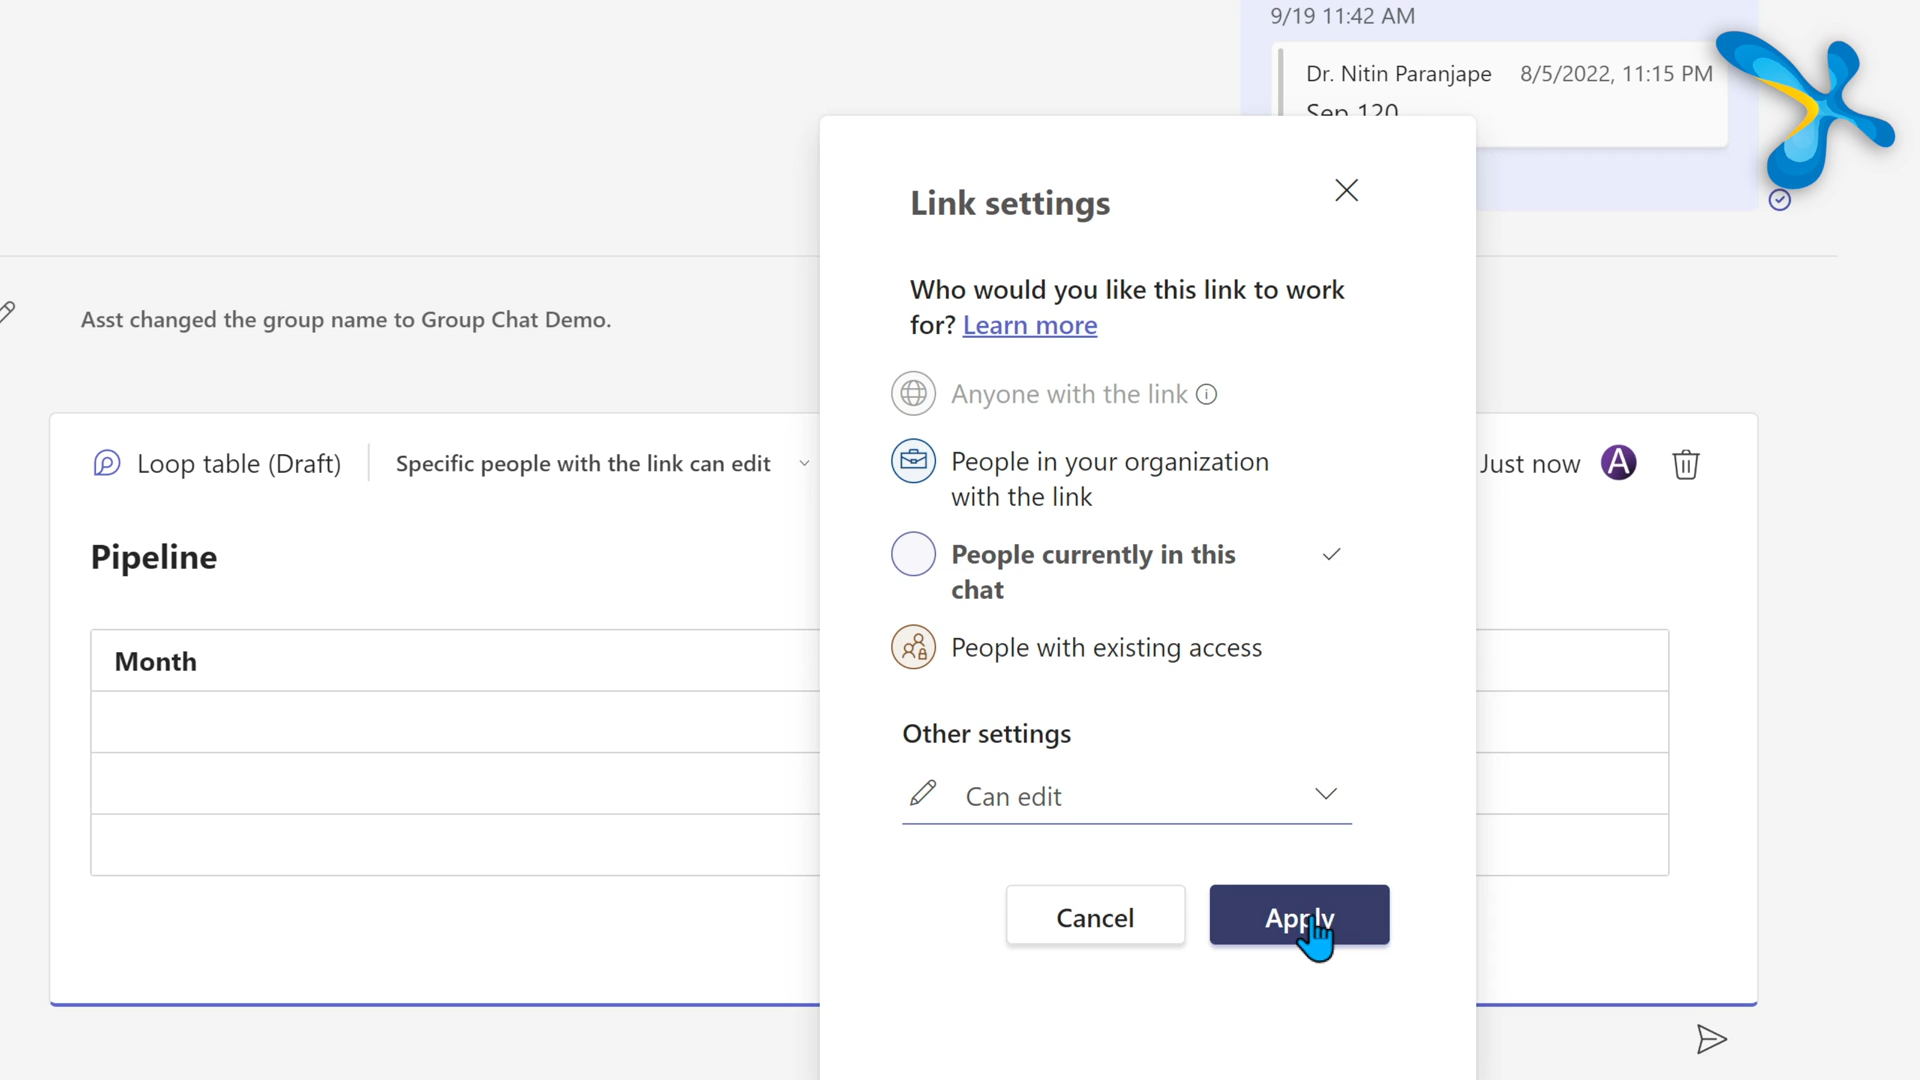 9/19 11:42 AM
Dr. Nitin Paranjape 8/5/2022, 11:15 PM
Sep 120
Link settings
Who would you like this link to work
for? Learn more
Asst changed the group name to Group Chat Demo.
Anyone with the link
Loop table (Draft) Specific people with the link can edit
People in your organization
with the link
Just now A
Pipeline
People currently in this
chat
People with existing access
Month
Other settings
Can edit
Cancel Apply